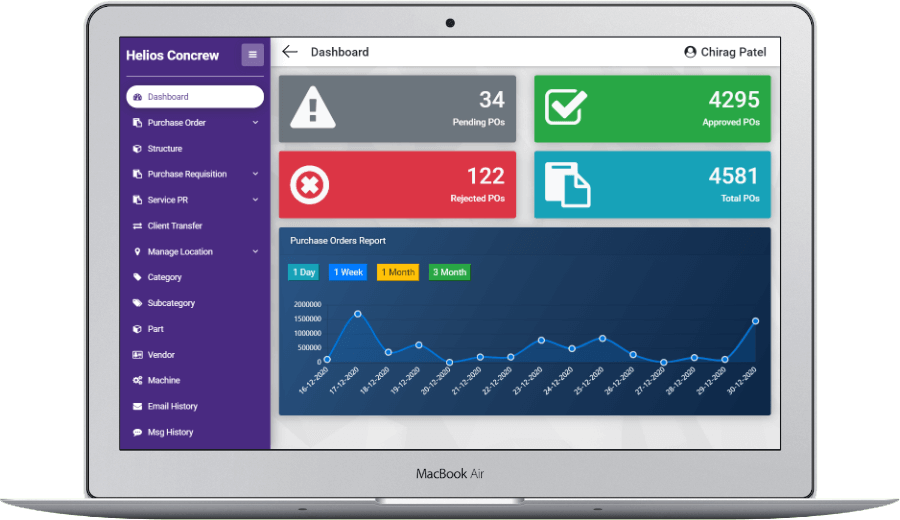 Helios Concrew
Dashboard
Chirag Patel
Dashboard
Purchase Order
Structure
Purchase Requisition
Service PR
Client Transfer
Manage Location
Category
Subcategory
Part
Vendor
Machine
Email History
Msg History
34
Pending POs
4295
Approved POs
122
Rejected POs
4581
Total POs
Purchase Orders Report
1 Day
1 Week
1 Month
3 Month
2000000
1500000
1000000
500000
0
16-12-2020
17-12-2020
18-12-2020
19-12-2020
20-12-2020
21-12-2020
22-12-2020
23-12-2020
24-12-2020
25-12-2020
26-12-2020
27-12-2020
28-12-2020
29-12-2020
30-12-2020
MacBook Air